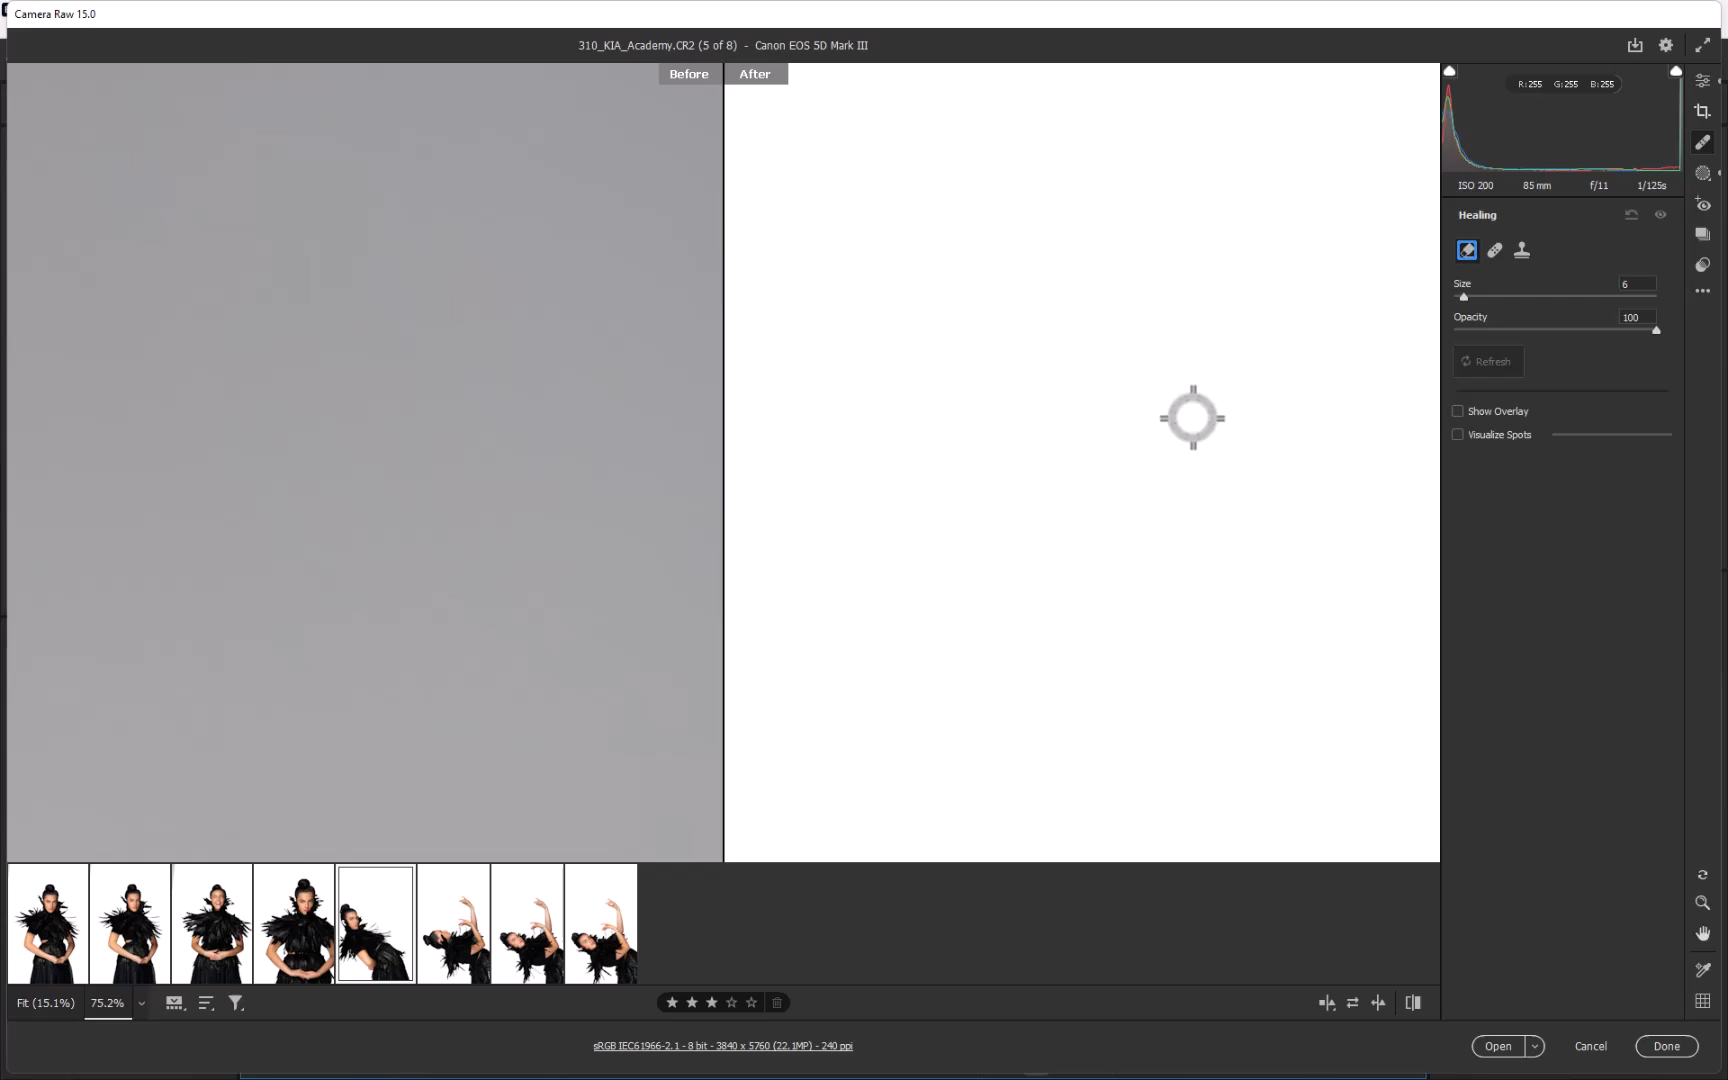 Camera Raw 15.0
310_KIA_Academy.CR2 (5 of 8) - Canon EOS 5D Mark III
Before
After
R:255 G:255 B:255
ISO 200 85 mm f/11 1/125s
Healing
Size 6
Opacity 100
Refresh
Show Overlay
Visualize Spots
Fit (15.1%) 75.2%
sRGB IEC61966-2.1 - 8 bit - 3840 x 5760 (22.1MP) - 240 ppi
Open Cancel Done